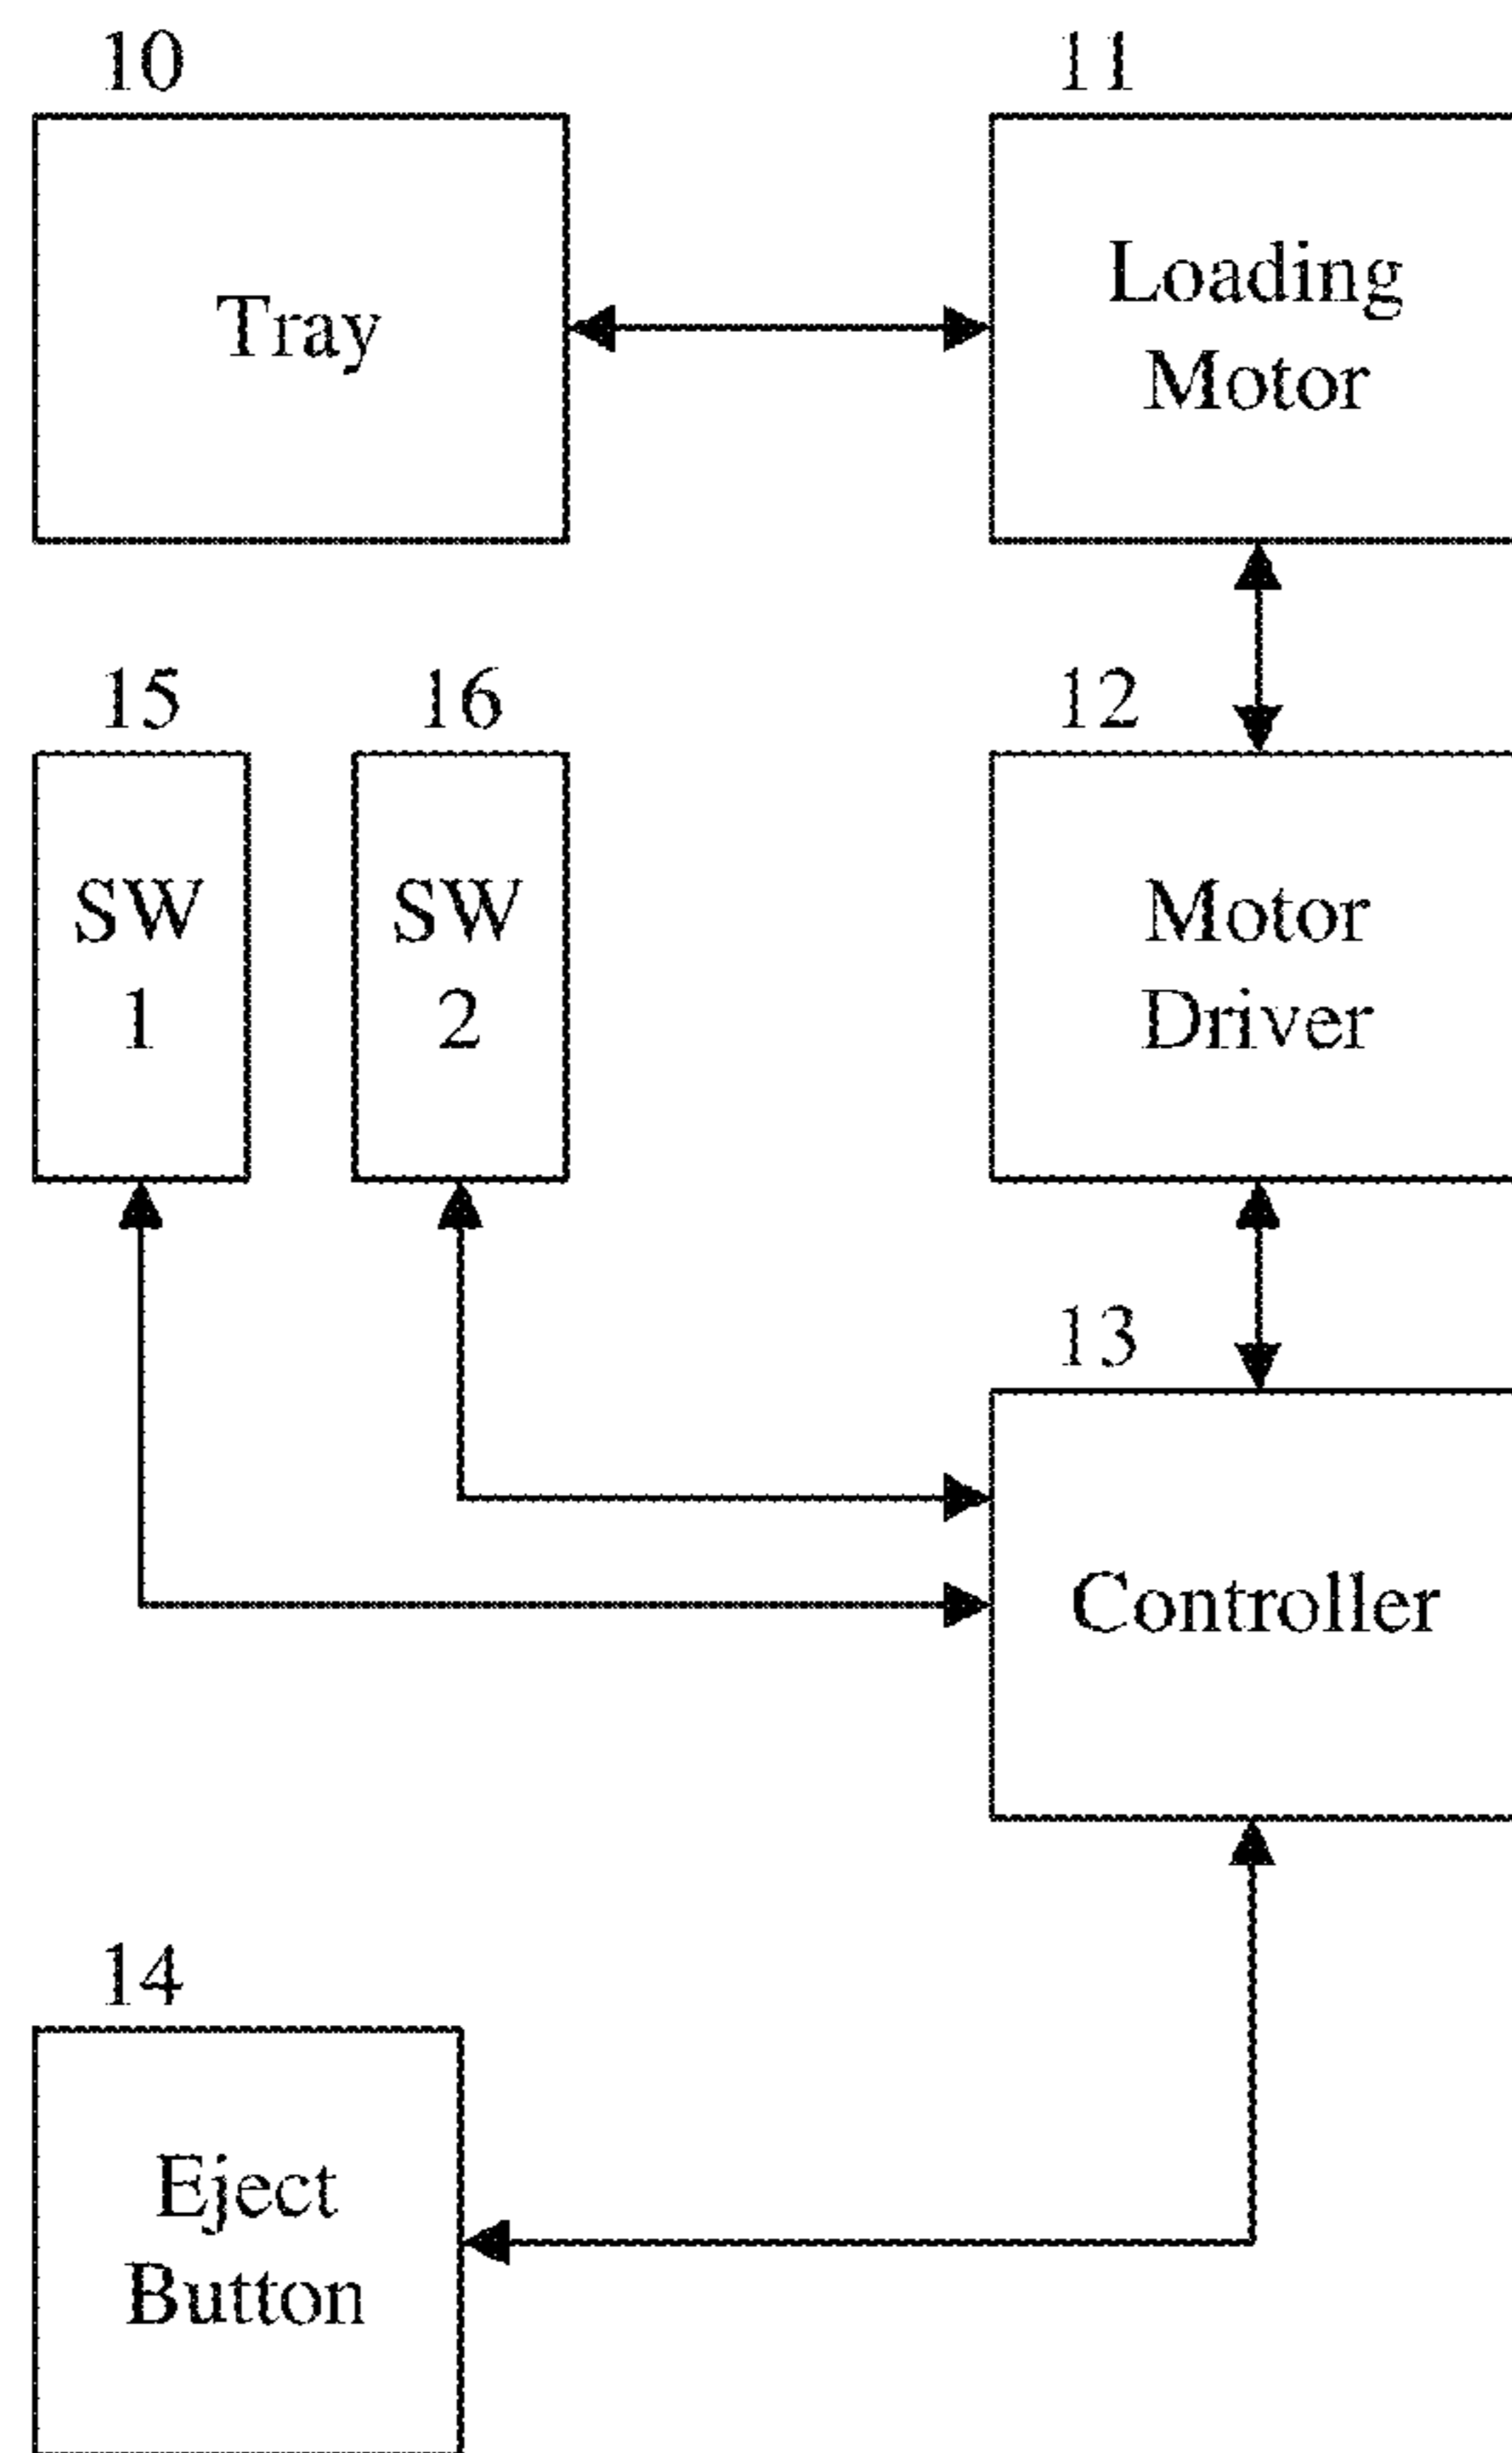 10
11
Tray
Loading
Motor
15
16
12
SW
1
SW
2
Motor
Driver
13
Controller
14
Eject
Button